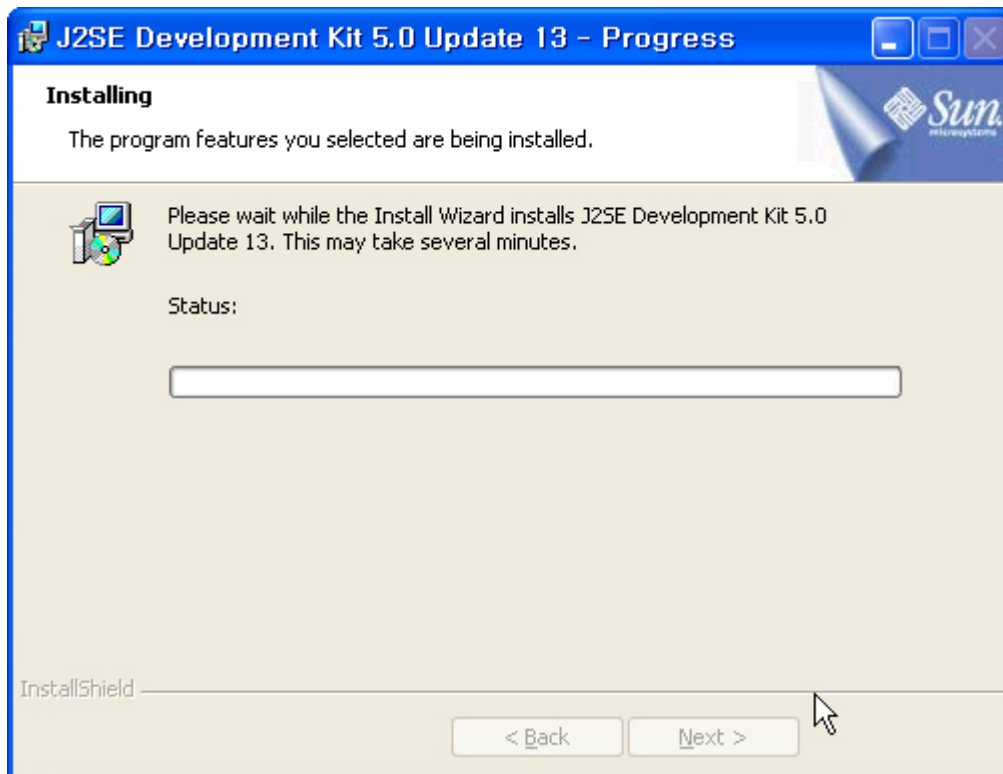 J2SE Development Kit 5.0 Update 13 - Progress
Installing
The program features you selected are being installed.
Sun
microsystems
Please wait while the Install Wizard installs J2SE Development Kit 5.0
Update 13. This may take several minutes.
Status:
InstallShield
< Back
Next >